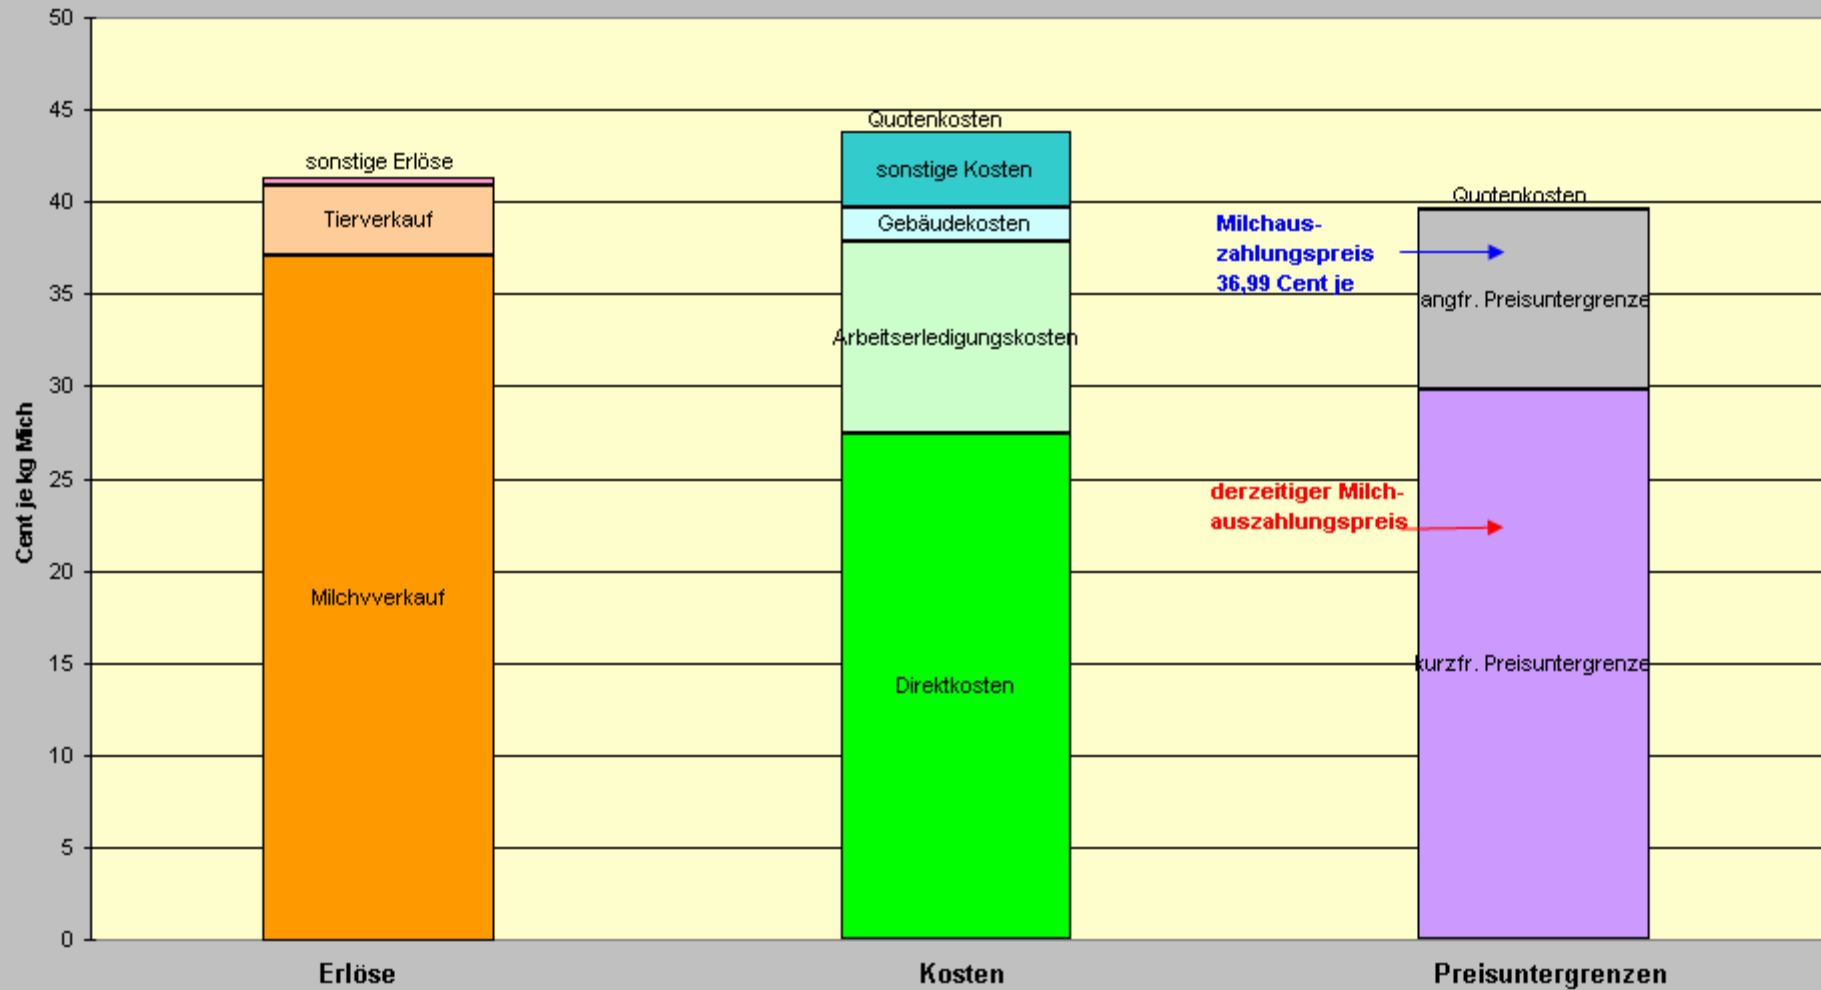 50
45
40
35
30
25
20
15
10
5
0
Cent je kg Mich
sonstige Erlöse
Tierverkauf
Milchvverkauf
Quotenkosten
sonstige Kosten
Gebäudekosten
Arbeitserledigungskosten
Direktkosten
Milchaus-
zahlungspreis
36,99 Cent je
derzeitiger Milch-
auszahlungspreis
Quotenkosten
angfr. Preisuntergrenze
kurzfr. Preisuntergrenze
Erlöse
Kosten
Preisuntergrenzen